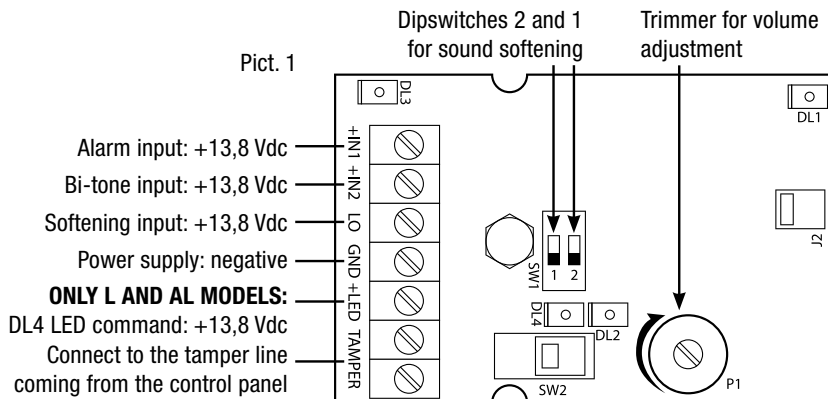 Dipswitches 2 and 1
for sound softening
Trimmer for volume
adjustment
Pict. 1
DL3
DL1
Alarm input: +13,8 Vdc
+IN1
Bi-tone input: +13,8 Vdc
+IN2
Softening input: +13,8 Vdc
LO
J2
Power supply: negative
GND
SW1
1 2
ONLY L AND AL MODELS:
+LED
DL4 LED command: +13,8 Vdc
DL4
DL2
Connect to the tamper line
coming from the control panel
TAMPER
SW2
P1